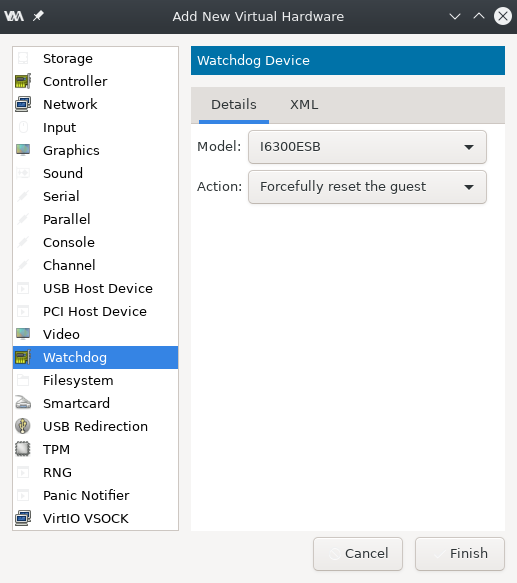 Add New Virtual Hardware
Storage
Controller
Network
Input
Graphics
Sound
Serial
Parallel
Console
Channel
USB Host Device
PCI Host Device
Video
Watchdog
Filesystem
Smartcard
USB Redirection
TPM
RNG
Panic Notifier
VirtIO VSOCK
Watchdog Device
Details XML
Model: I6300ESB
Action: Forcefully reset the guest
Cancel Finish